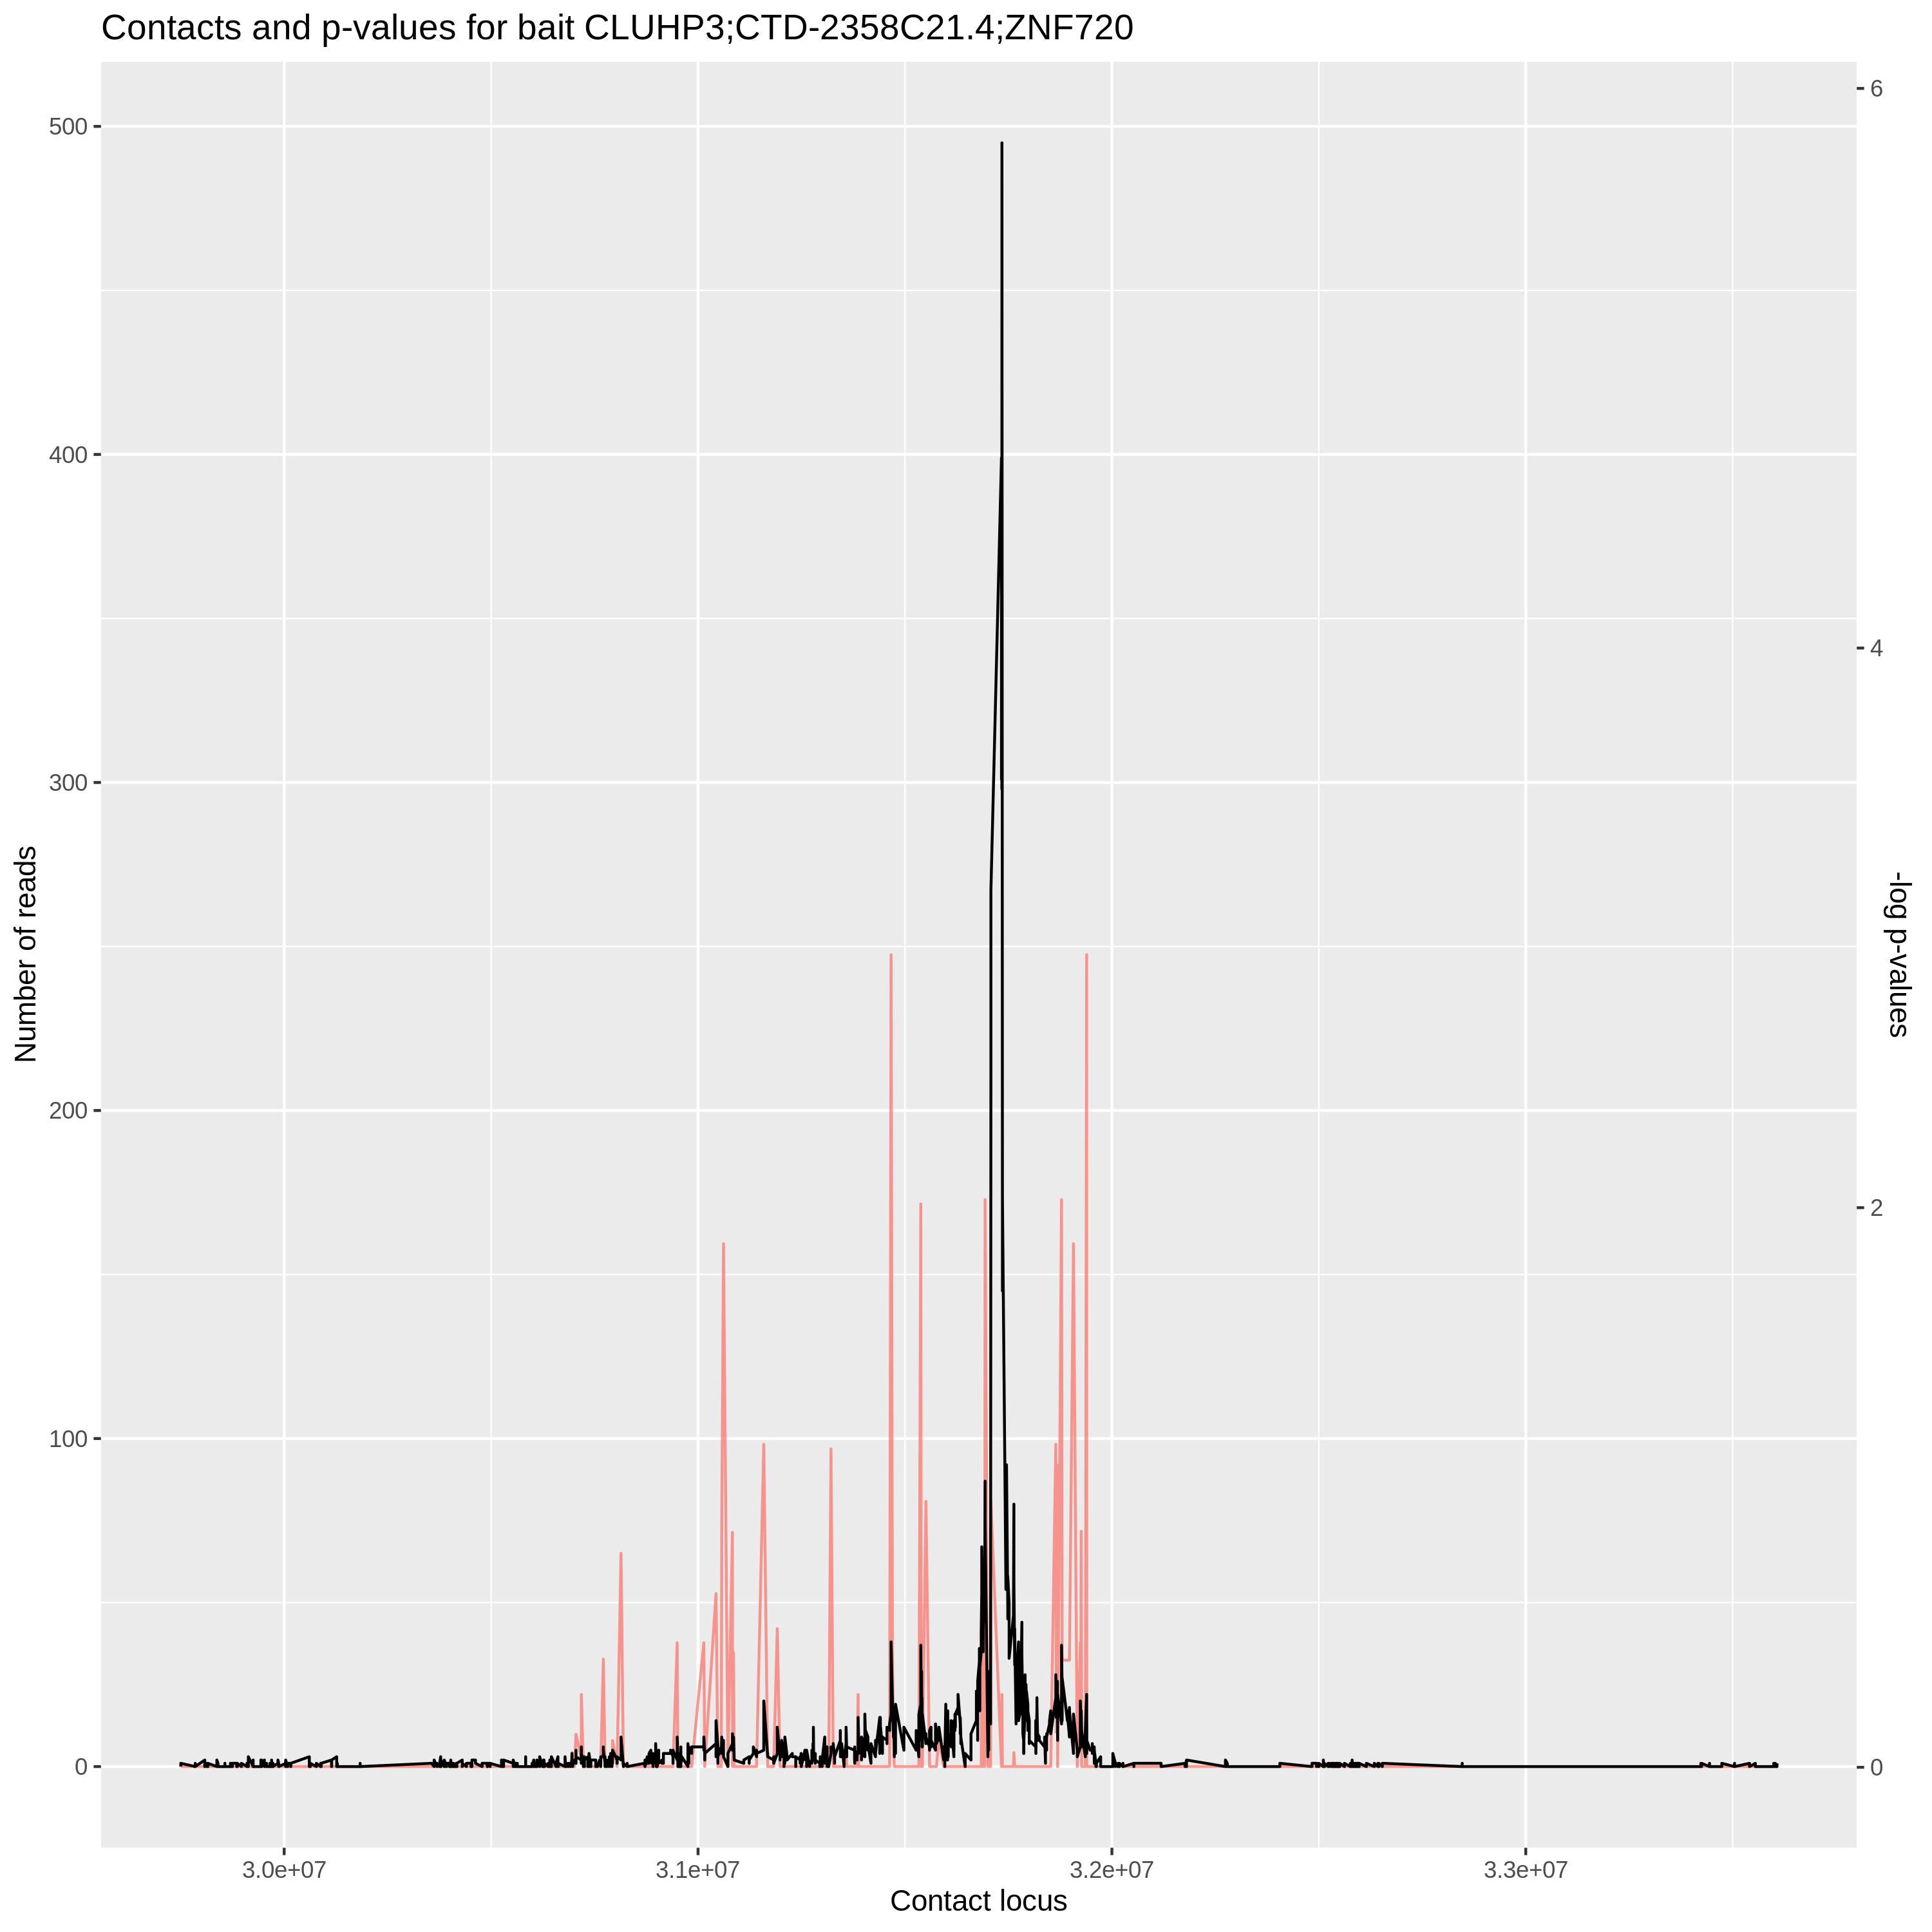 Contacts and p-values for bait CLUHP3;CTD-2358C21.4;ZNF720
500
400
300
200
100
0
Number of reads
6
4
2
0
-log p-values
3.0e+07
3.1e+07
3.2e+07
3.3e+07
Contact locus